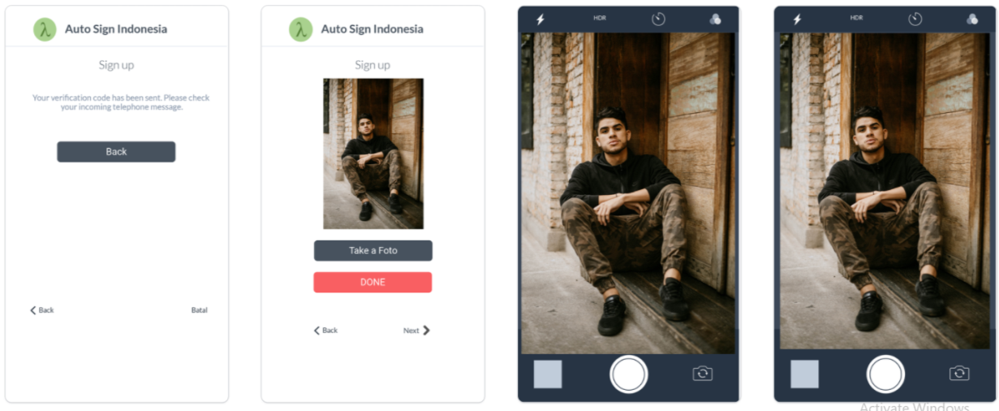 λ Auto Sign Indonesia
Sign up
Your verification code has been sent. Please check
your incoming telephone message.
Back
Back
Batal
λ Auto Sign Indonesia
Sign up
Take a Foto
DONE
Back
Next
HDR
HDR
Activate Windows